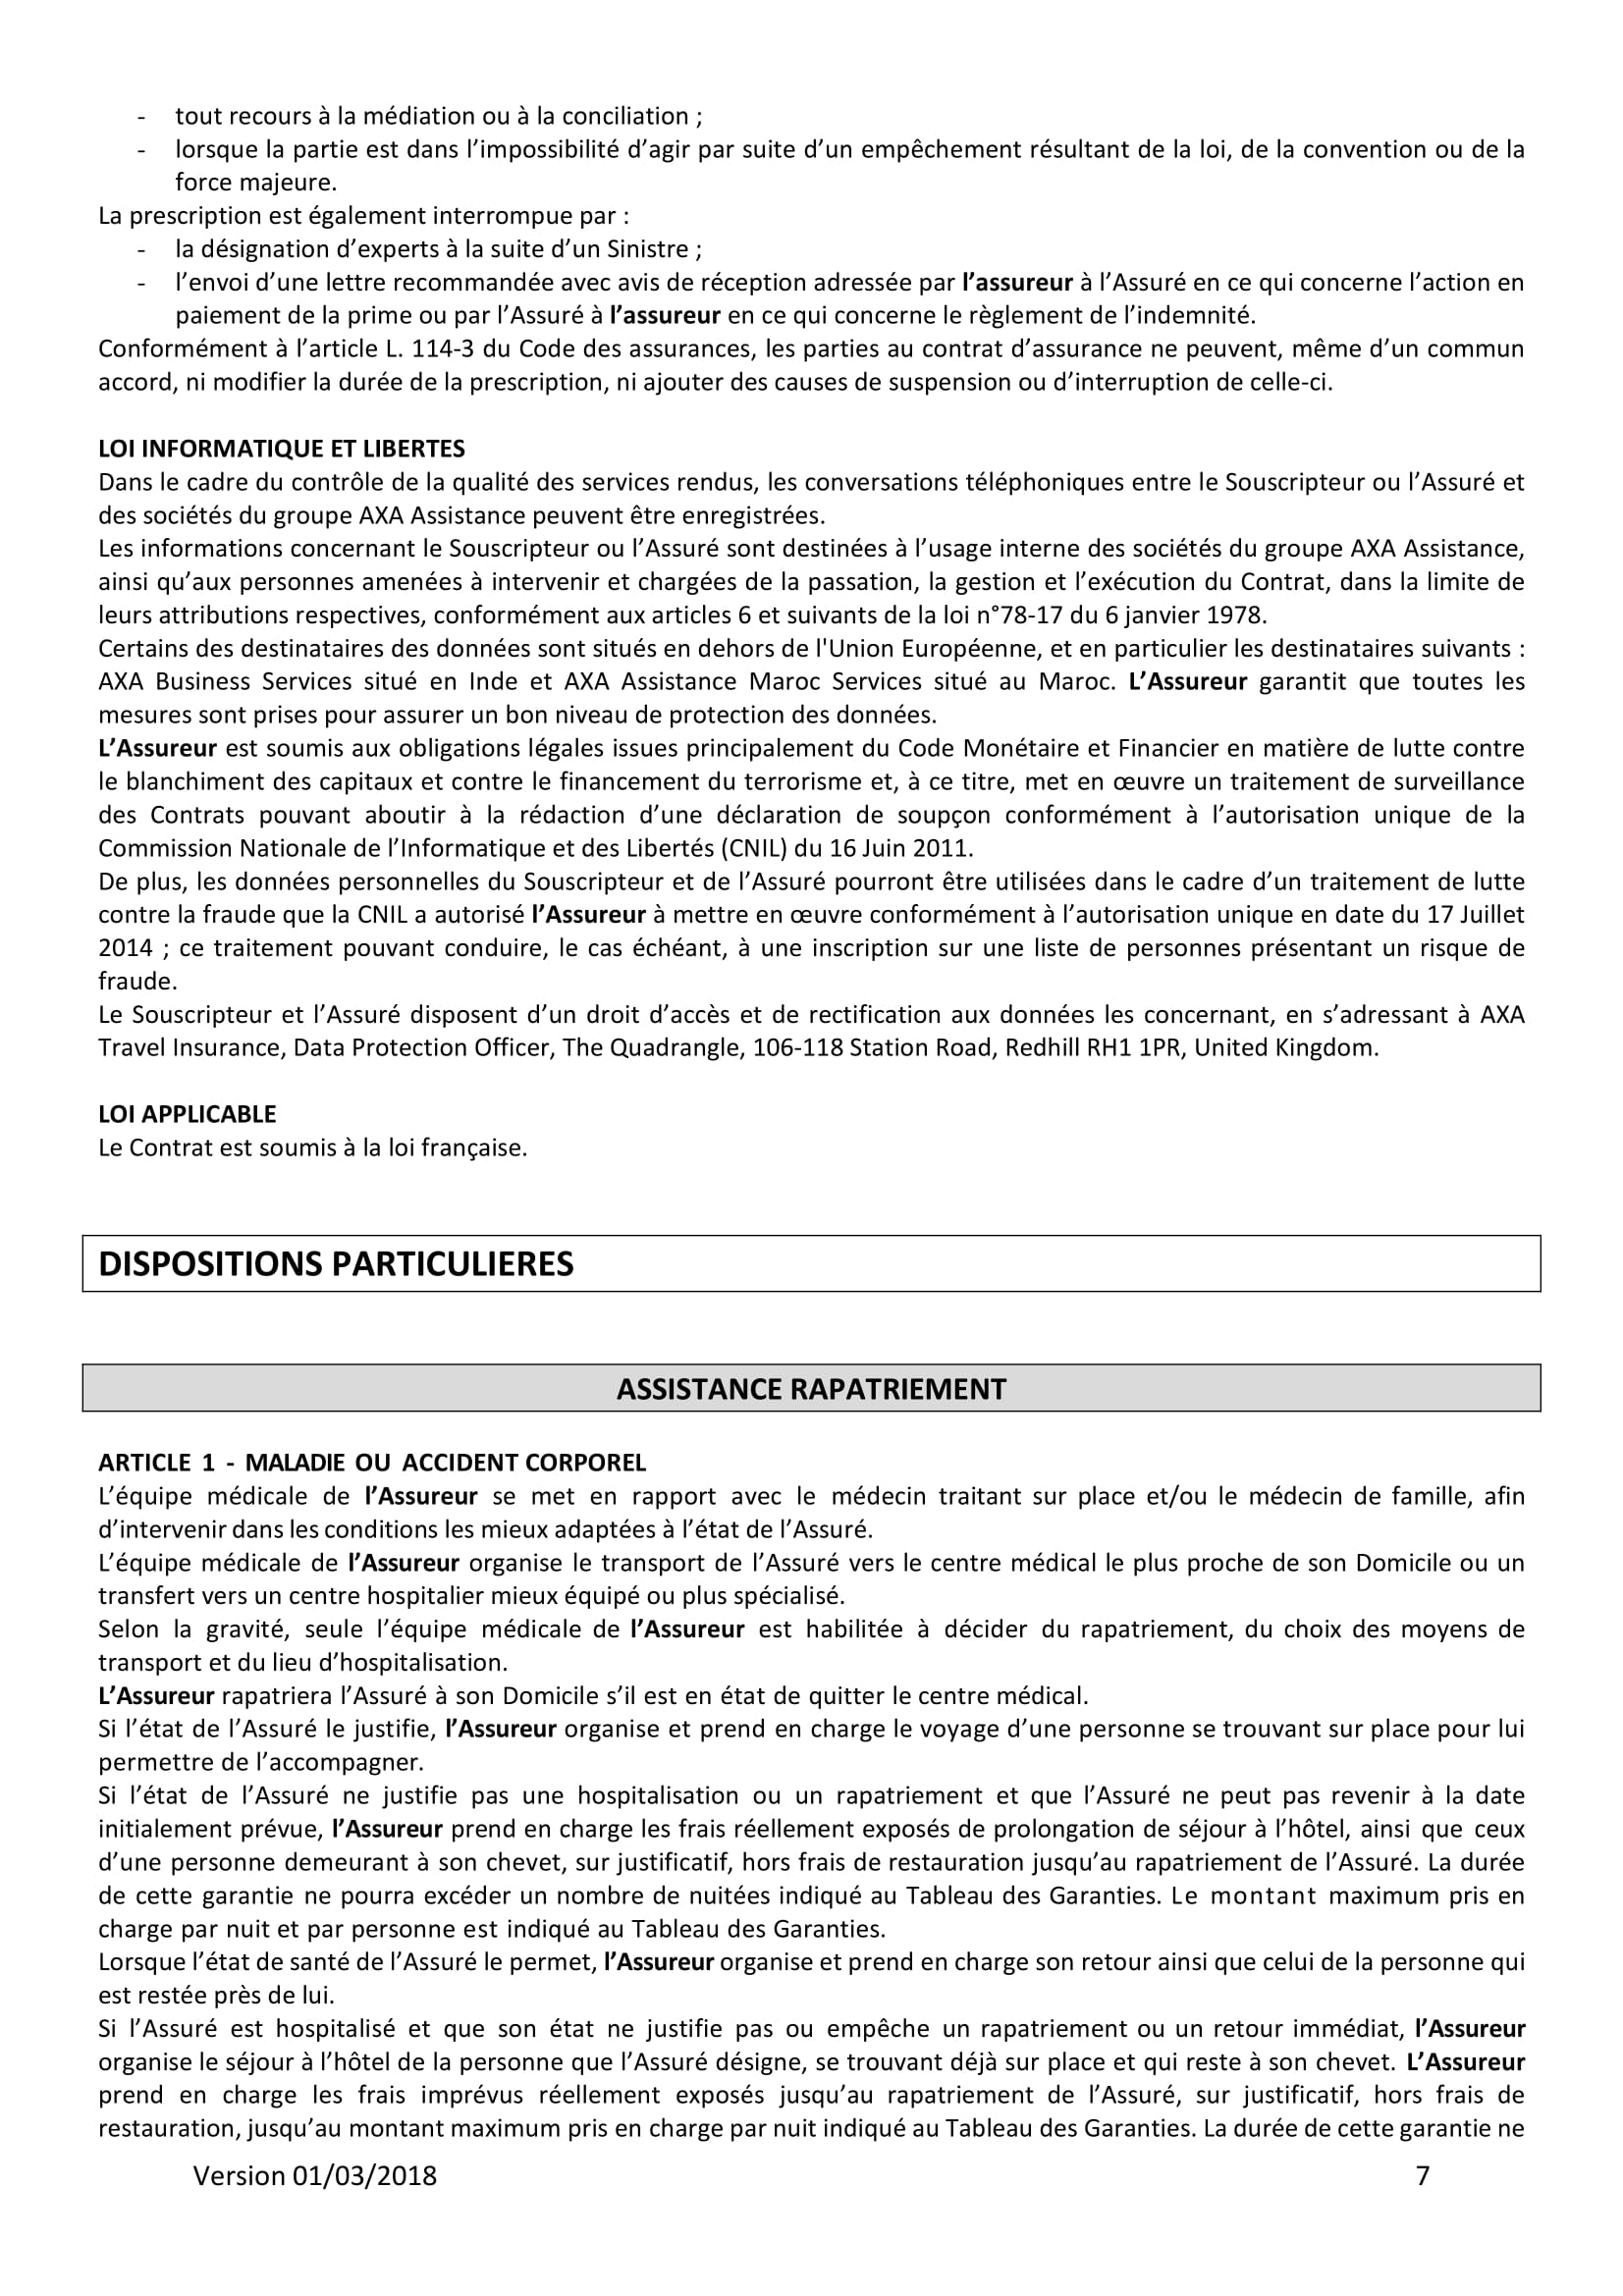 - tout recours à la médiation ou à la conciliation ;
- lorsque la partie est dans l’impossibilité d’agir par suite d’un empêchement résultant de la loi, de la convention ou de la
force majeure.
La prescription est également interrompue par :
- la désignation d’experts à la suite d’un Sinistre ;
- l’envoi d’une lettre recommandée avec avis de réception adressée par l’assureur à l’Assuré en ce qui concerne l’action en
paiement de la prime ou par l’Assuré à l’assureur en ce qui concerne le règlement de l’indemnité.
Conformément à l’article L. 114-3 du Code des assurances, les parties au contrat d’assurance ne peuvent, même d’un commun
accord, ni modifier la durée de la prescription, ni ajouter des causes de suspension ou d’interruption de celle-ci.
LOI INFORMATIQUE ET LIBERTES
Dans le cadre du contrôle de la qualité des services rendus, les conversations téléphoniques entre le Souscripteur ou l’Assuré et
des sociétés du groupe AXA Assistance peuvent être enregistrées.
Les informations concernant le Souscripteur ou l’Assuré sont destinées à l’usage interne des sociétés du groupe AXA Assistance,
ainsi qu’aux personnes amenées à intervenir et chargées de la passation, la gestion et l’exécution du Contrat, dans la limite de
leurs attributions respectives, conformément aux articles 6 et suivants de la loi n°78-17 du 6 janvier 1978.
Certains des destinataires des données sont situés en dehors de l'Union Européenne, et en particulier les destinataires suivants :
AXA Business Services situé en Inde et AXA Assistance Maroc Services situé au Maroc. L’Assureur garantit que toutes les
mesures sont prises pour assurer un bon niveau de protection des données.
L’Assureur est soumis aux obligations légales issues principalement du Code Monétaire et Financier en matière de lutte contre
le blanchiment des capitaux et contre le financement du terrorisme et, à ce titre, met en œuvre un traitement de surveillance
des Contrats pouvant aboutir à la rédaction d’une déclaration de soupçon conformément à l’autorisation unique de la
Commission Nationale de l’Informatique et des Libertés (CNIL) du 16 Juin 2011.
De plus, les données personnelles du Souscripteur et de l’Assuré pourront être utilisées dans le cadre d’un traitement de lutte
contre la fraude que la CNIL a autorisé l’Assureur à mettre en œuvre conformément à l’autorisation unique en date du 17 Juillet
2014 ; ce traitement pouvant conduire, le cas échéant, à une inscription sur une liste de personnes présentant un risque de
fraude.
Le Souscripteur et l’Assuré disposent d’un droit d’accès et de rectification aux données les concernant, en s’adressant à AXA
Travel Insurance, Data Protection Officer, The Quadrangle, 106-118 Station Road, Redhill RH1 1PR, United Kingdom.
LOI APPLICABLE
Le Contrat est soumis à la loi française.
DISPOSITIONS PARTICULIERES
ASSISTANCE RAPATRIEMENT
ARTICLE 1 - MALADIE OU ACCIDENT CORPOREL
L’équipe médicale de l’Assureur se met en rapport avec le médecin traitant sur place et/ou le médecin de famille, afin
d’intervenir dans les conditions les mieux adaptées à l’état de l’Assuré.
L’équipe médicale de l’Assureur organise le transport de l’Assuré vers le centre médical le plus proche de son Domicile ou un
transfert vers un centre hospitalier mieux équipé ou plus spécialisé.
Selon la gravité, seule l’équipe médicale de l’Assureur est habilitée à décider du rapatriement, du choix des moyens de
transport et du lieu d’hospitalisation.
L’Assureur rapatriera l’Assuré à son Domicile s’il est en état de quitter le centre médical.
Si l’état de l’Assuré le justifie, l’Assureur organise et prend en charge le voyage d’une personne se trouvant sur place pour lui
permettre de l’accompagner.
Si l’état de l’Assuré ne justifie pas une hospitalisation ou un rapatriement et que l’Assuré ne peut pas revenir à la date
initialement prévue, l’Assureur prend en charge les frais réellement exposés de prolongation de séjour à l’hôtel, ainsi que ceux
d’une personne demeurant à son chevet, sur justificatif, hors frais de restauration jusqu’au rapatriement de l’Assuré. La durée
de cette garantie ne pourra excéder un nombre de nuitées indiqué au Tableau des Garanties. Le montant maximum pris en
charge par nuit et par personne est indiqué au Tableau des Garanties.
Lorsque l’état de santé de l’Assuré le permet, l’Assureur organise et prend en charge son retour ainsi que celui de la personne qui
est restée près de lui.
Si l’Assuré est hospitalisé et que son état ne justifie pas ou empêche un rapatriement ou un retour immédiat, l’Assureur
organise le séjour à l’hôtel de la personne que l’Assuré désigne, se trouvant déjà sur place et qui reste à son chevet. L’Assureur
prend en charge les frais imprévus réellement exposés jusqu’au rapatriement de l’Assuré, sur justificatif, hors frais de
restauration, jusqu’au montant maximum pris en charge par nuit indiqué au Tableau des Garanties. La durée de cette garantie ne
Version 01/03/2018 7